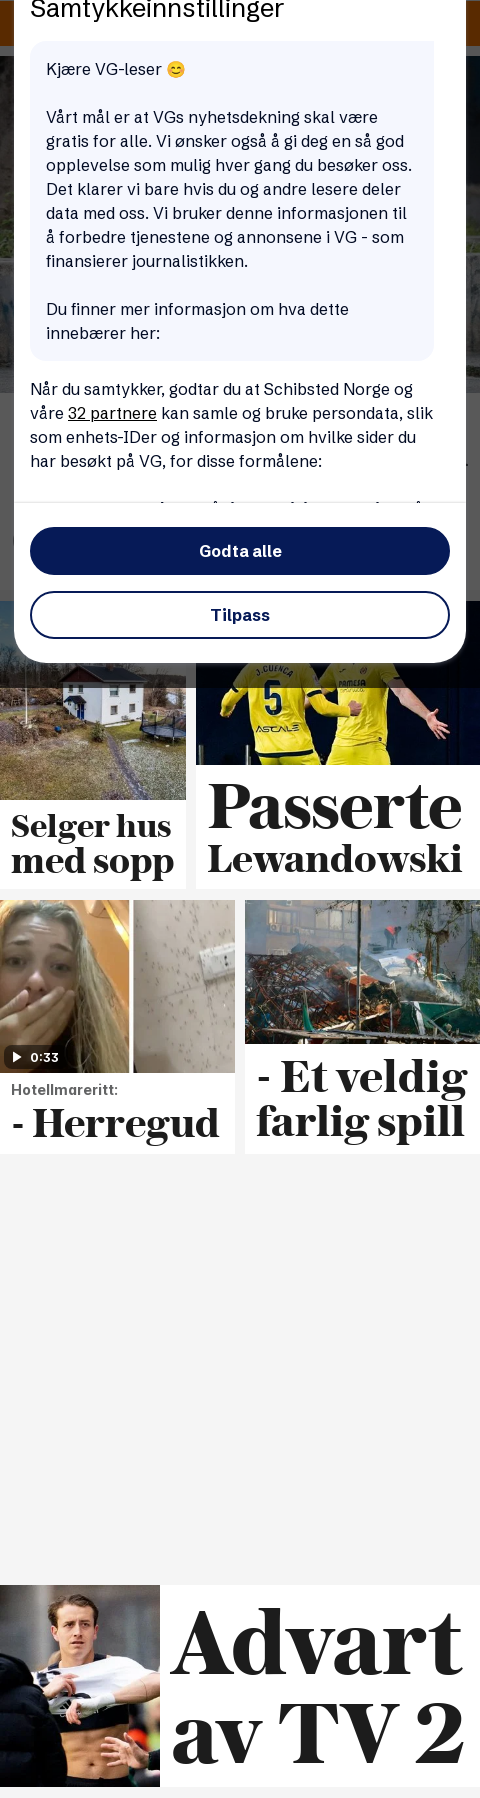 Samtykkeinnstillinger
Kjære VG-leser 😊
Vårt mål er at VGs nyhetsdekning skal være
gratis for alle. Vi ønsker også å gi deg en så god
opplevelse som mulig hver gang du besøker oss.
Det klarer vi bare hvis du og andre lesere deler
data med oss. Vi bruker denne informasjonen til
å forbedre tjenestene og annonsene i VG - som
finansierer journalistikken.
Du finner mer informasjon om hva dette
innebærer her:
Når du samtykker, godtar du at Schibsted Norge og
våre 32 partnere kan samle og bruke persondata, slik
som enhets-IDer og informasjon om hvilke sider du
har besøkt på VG, for disse formålene:
Godta alle
Tilpass
J.CUENCA
5
ASCALE
PAMESA
Selger hus
med sopp
Passerte
Lewandowski
0:33
Hotellmareritt:
- Herregud
- Et veldig
farlig spill
Advart
av TV 2